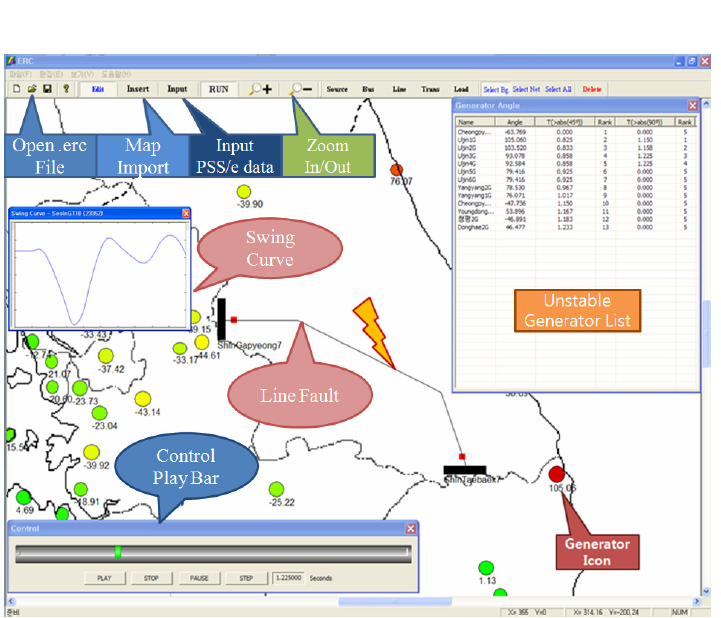 ERC
파일(F) 편집(E) 보기(V) 도움말(H)
Edit Insert Input RUN Source Bus Line Trans Load Select Bg. Select Net Select All Delete
Open .erc File
Map Import
Input PSS/e data
Zoom In/Out
Generator Angle
Name Angle T(>abs(45º)) Rank T(>abs(90º)) Rank
Cheongpy... -63.769 0.000 1 0.000 5
Uljin1G 105.060 0.825 2 1.150 1
Uljin2G 103.520 0.833 3 1.158 2
Uljin3G 93.078 0.858 4 1.225 3
Uljin4G 92.584 0.858 5 1.225 4
Uljin5G 79.416 0.925 6 0.000 5
Uljin6G 79.416 0.925 7 0.000 5
Yangyang2G 78.530 0.967 8 0.000 5
Yangyang1G 76.071 1.017 9 0.000 5
Cheongpy... -47.736 1.150 10 0.000 5
Youngdong... 53.896 1.167 11 0.000 5
청평2G -46.891 1.183 12 0.000 5
Donghae2G 46.477 1.233 13 0.000 5
Unstable Generator List
76.07
-39.90
Swing Curve - SeoinGT10 (23062)
Swing Curve
39.15
ShinGapyeong7
-33.43
-12.74
-33.17
44.61
-37.42
21.07
Line Fault
20.60
-23.73
-43.14
-23.04
15.5
Control Play Bar
-39.92
ShinTaebaek7
105.06
-18.91
-25.22
4.69
Generator Icon
Control
PLAY STOP PAUSE STEP 1.225000 Seconds
1.13
준비
X= 355 Y=0 X= 314,16 Y=-200,24 NUM